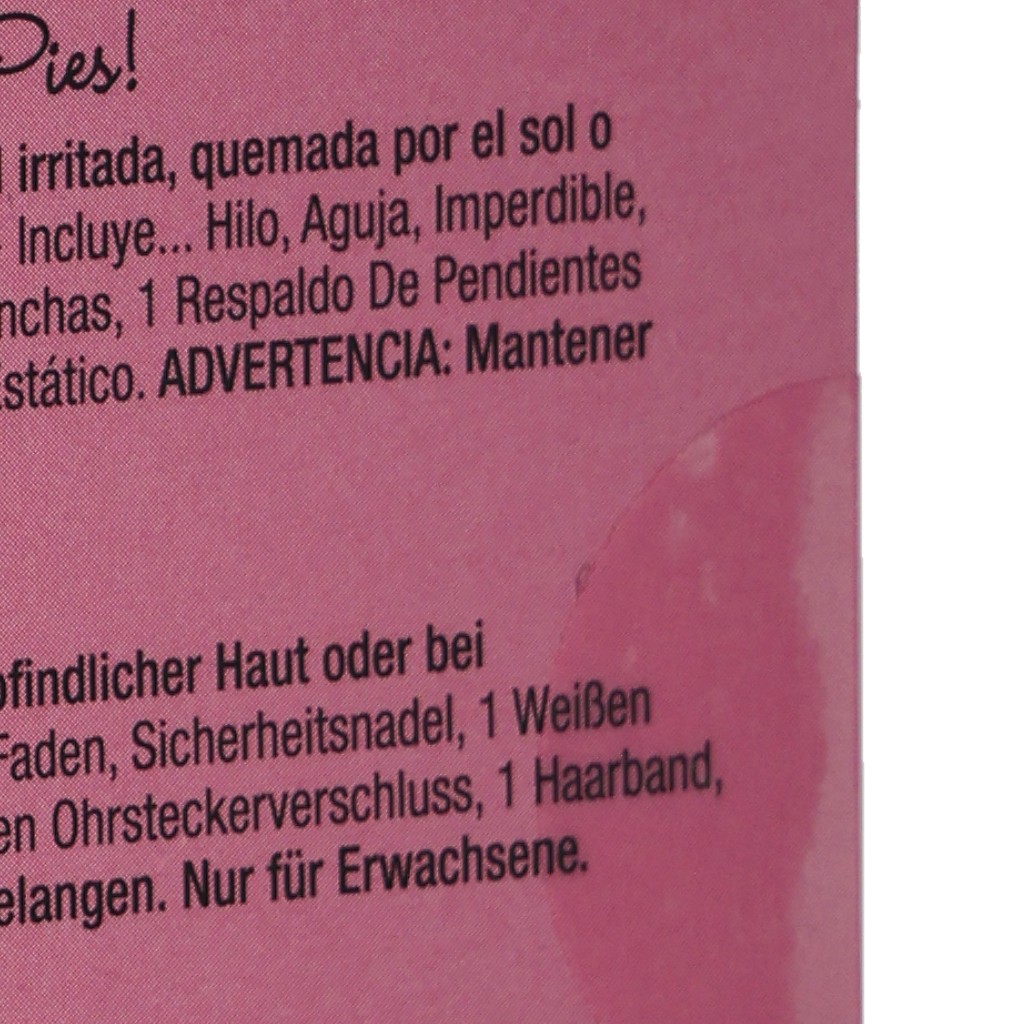 Pies!
irritada, quemada por el sol o
Incluye... Hilo, Aguja, Imperdible,
nchas, 1 Respaldo De Pendientes
stático. ADVERTENCIA: Mantener
pfindlicher Haut oder bei
Faden, Sicherheitsnadel, 1 Weißen
en Ohrsteckerverschluss, 1 Haarband,
elangen. Nur für Erwachsene.